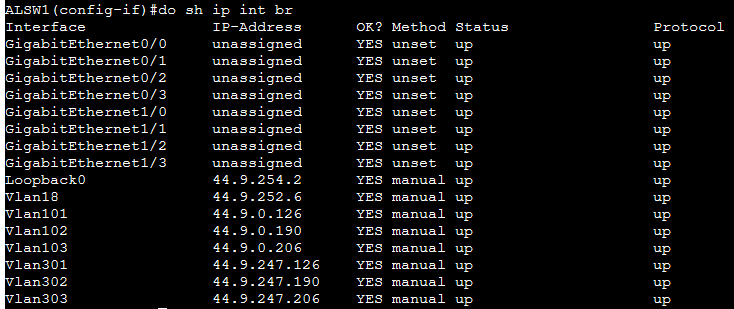 ALSW1(config-if)#do sh ip int br
Interface IP-Address OK? Method Status Protocol
GigabitEthernet0/0 unassigned YES unset up up
GigabitEthernet0/1 unassigned YES unset up up
GigabitEthernet0/2 unassigned YES unset up up
GigabitEthernet0/3 unassigned YES unset up up
GigabitEthernet1/0 unassigned YES unset up up
GigabitEthernet1/1 unassigned YES unset up up
GigabitEthernet1/2 unassigned YES unset up up
GigabitEthernet1/3 unassigned YES unset up up
Loopback0 44.9.254.2 YES manual up up
Vlan18 44.9.252.6 YES manual up up
Vlan101 44.9.0.126 YES manual up up
Vlan102 44.9.0.190 YES manual up up
Vlan103 44.9.0.206 YES manual up up
Vlan301 44.9.247.126 YES manual up up
Vlan302 44.9.247.190 YES manual up up
Vlan303 44.9.247.206 YES manual up up